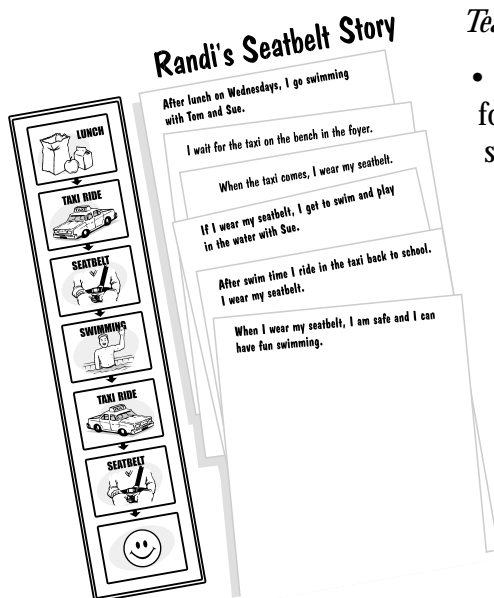 Randi's Seatbelt Story
After lunch on Wednesdays, I go swimming
with Tom and Sue.
I wait for the taxi on the bench in the foyer.
When the taxi comes, I wear my seatbelt.
If I wear my seatbelt, I get to swim and play
in the water with Sue.
After swim time I ride in the taxi back to school.
I wear my seatbelt.
When I wear my seatbelt, I am safe and I can
have fun swimming.
LUNCH
TAXI RIDE
SEATBELT
SWIMMING
TAXI RIDE
SEATBELT